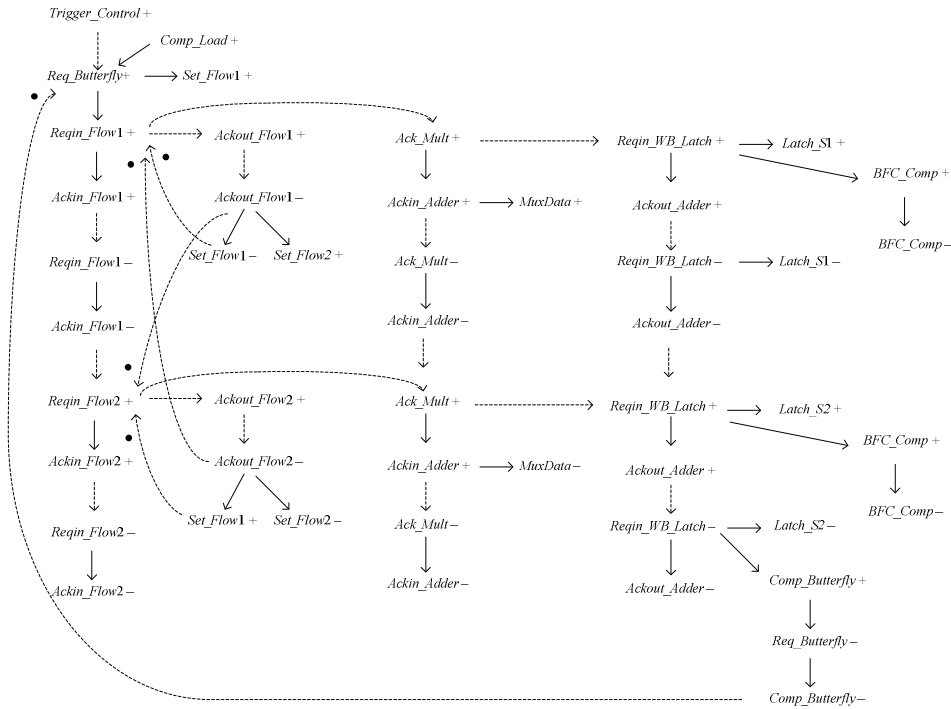 Trigger_Control +
Comp_Load +
Req_Butterfly+ Set_Flow1 +
Reqin_Flow1 + Ackout_Flow1 + Ack_Mult + Reqin_WB_Latch + Latch_S1 +
BFC_Comp +
Ackin_Flow1 + Ackout_Flow1– Ackin_Adder + MuxData + Ackout_Adder +
BFC_Comp–
Reqin_Flow1– Set_Flow1– Set_Flow2 + Ack_Mult– Reqin_WB_Latch– Latch_S1–
Ackin_Flow1– Ackin_Adder– Ackout_Adder–
Reqin_Flow2 + Ackout_Flow2 + Ack_Mult + Reqin_WB_Latch + Latch_S2 +
BFC_Comp +
Ackin_Flow2 + Ackout_Flow2– Ackin_Adder + MuxData– Ackout_Adder +
BFC_Comp–
Reqin_Flow2– Set_Flow1 + Set_Flow2– Ack_Mult– Reqin_WB_Latch– Latch_S2–
Ackin_Flow2– Ackin_Adder– Ackout_Adder– Comp_Butterfly+
Req_Butterfly–
Comp_Butterfly–